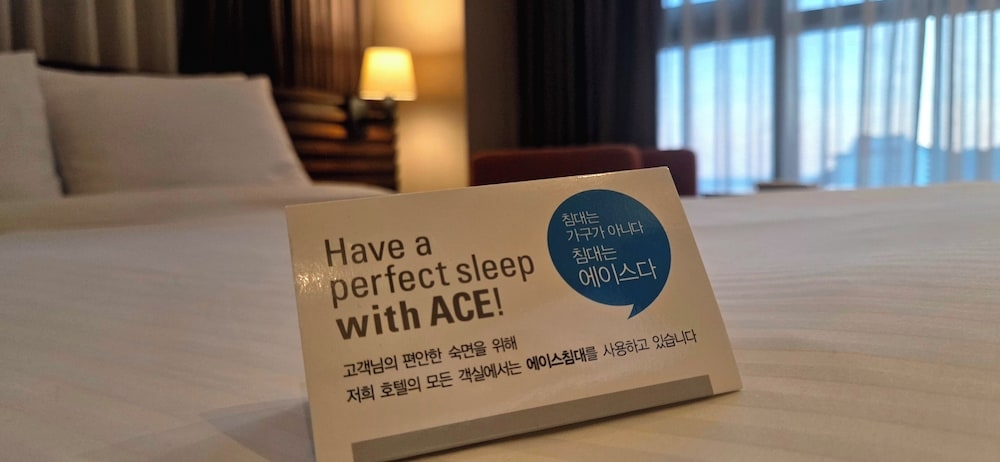 Have a
perfect sleep
with ACE!
침대는
가구가 아니다
침대는
에이스다
고객님의 편안한 숙면을 위해
저희 호텔의 모든 객실에서는 에이스침대를 사용하고 있습니다